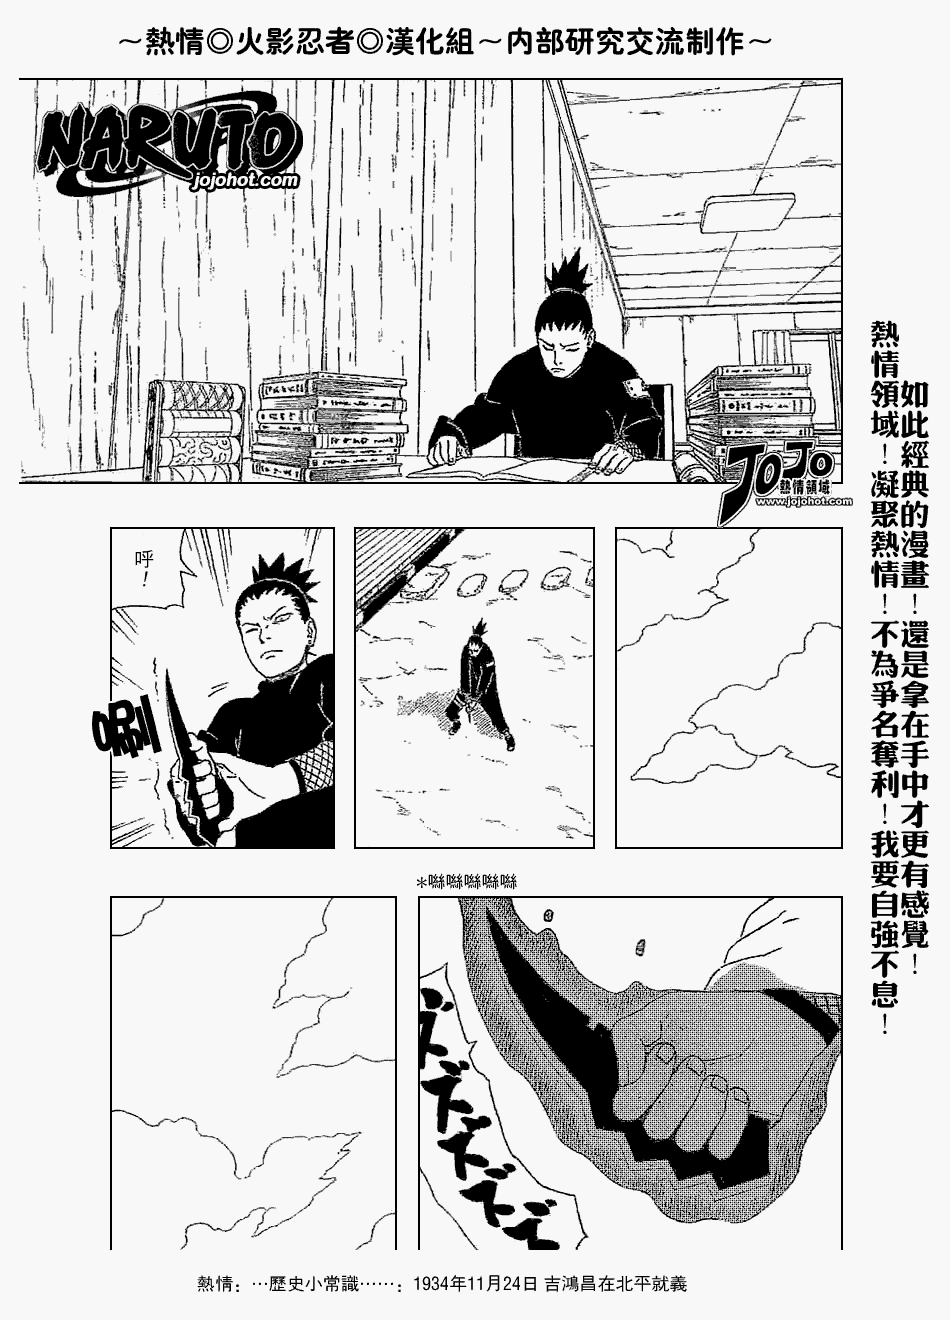 ～熱情◎火影忍者◎漢化組～内部研究交流制作～
NARUTO
jojohot.com
JOJO
熱情領域
www.jojohot.com
如此經典的漫畫！還是拿在手中才更有感覺！
熱情領域！凝聚熱情！不為爭名奪利！我要自強不息！
呼！
唰
*噝噝噝噝噝
ズズズズズ
熱情：…歷史小常識……：1934年11月24日 吉鴻昌在北平就義